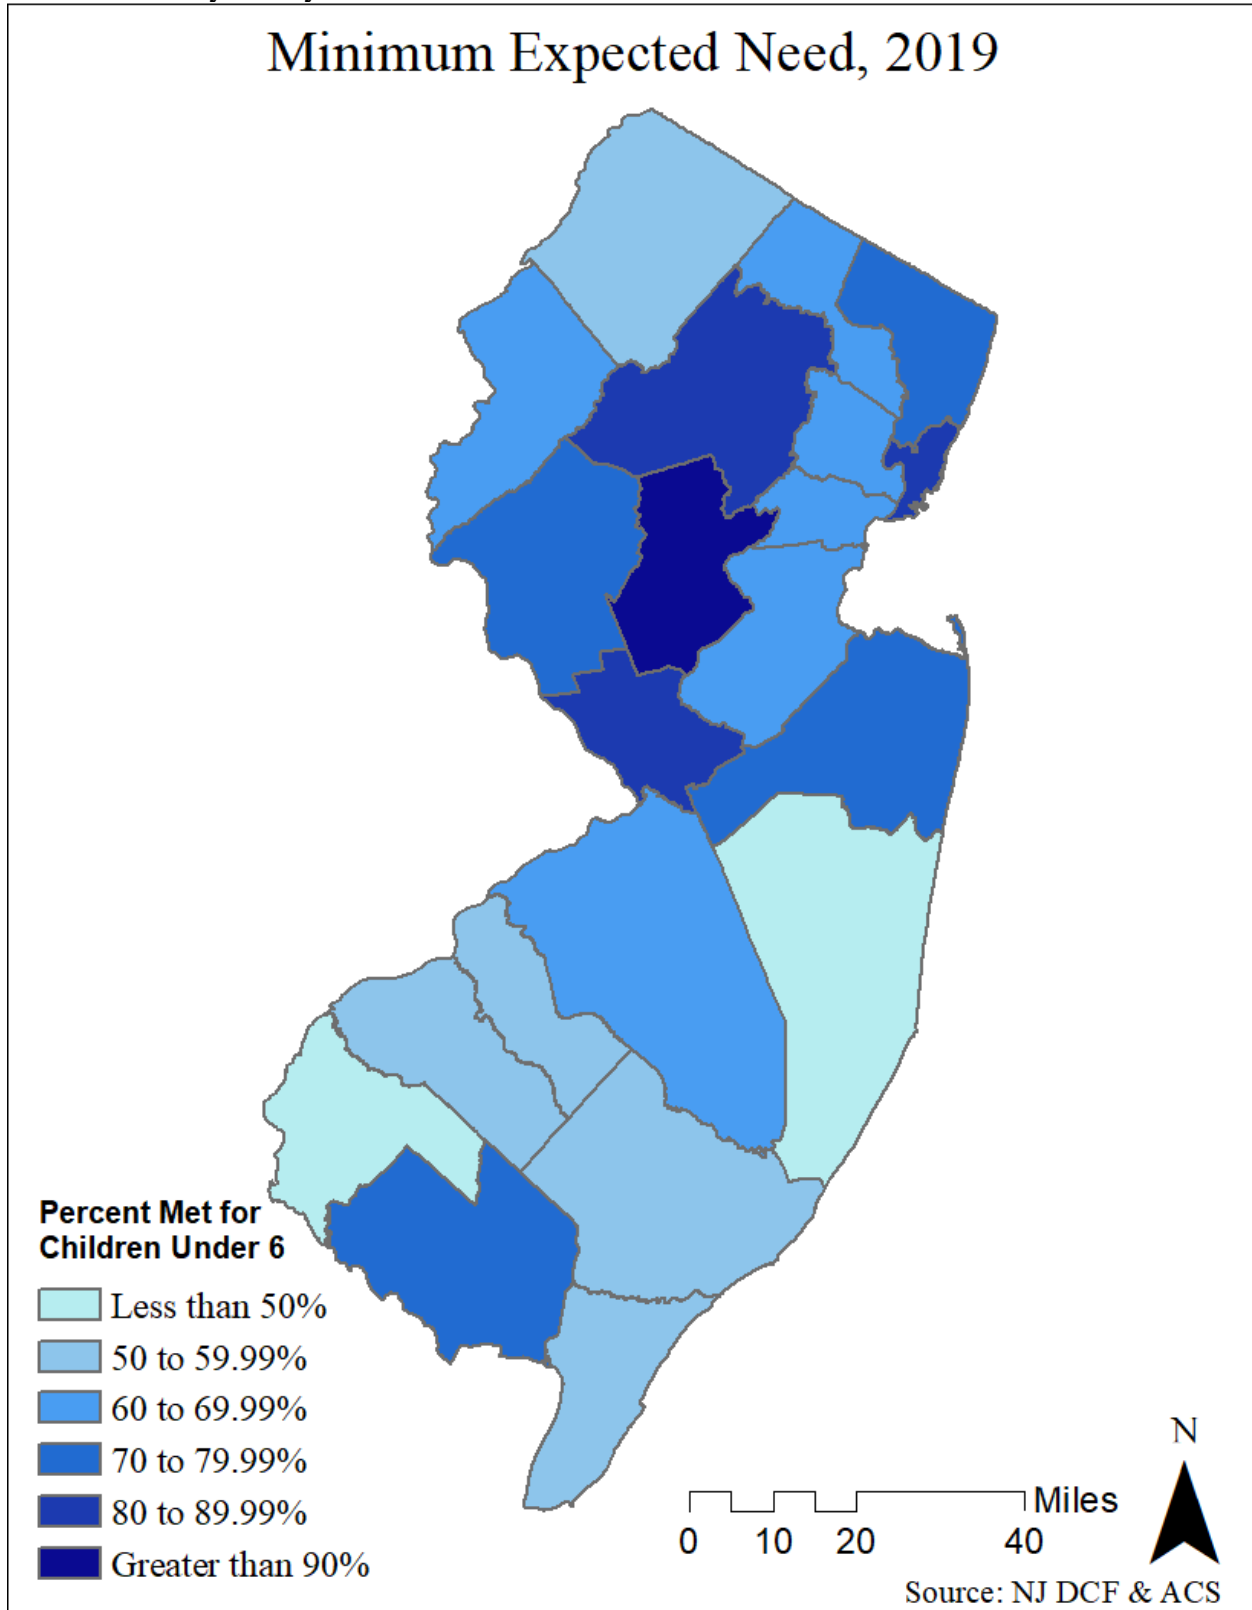 Minimum Expected Need, 2019
Percent Met for
Children Under 6
Less than 50%
50 to 59.99%
60 to 69.99%
70 to 79.99%
80 to 89.99%
Greater than 90%
N
Miles
0 10 20 40
Source: NJ DCF & ACS